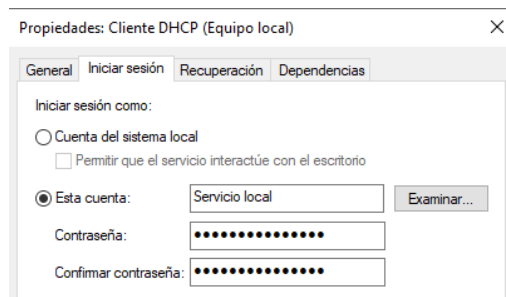 Propiedades: Cliente DHCP (Equipo local)
General Iniciar sesión Recuperación Dependencias
Iniciar sesión como:
Cuenta del sistema local
Permitir que el servicio interactúe con el escritorio
Esta cuenta: Servicio local Examinar...
Contraseña: •••••••••••••••
Confirmar contraseña: •••••••••••••••